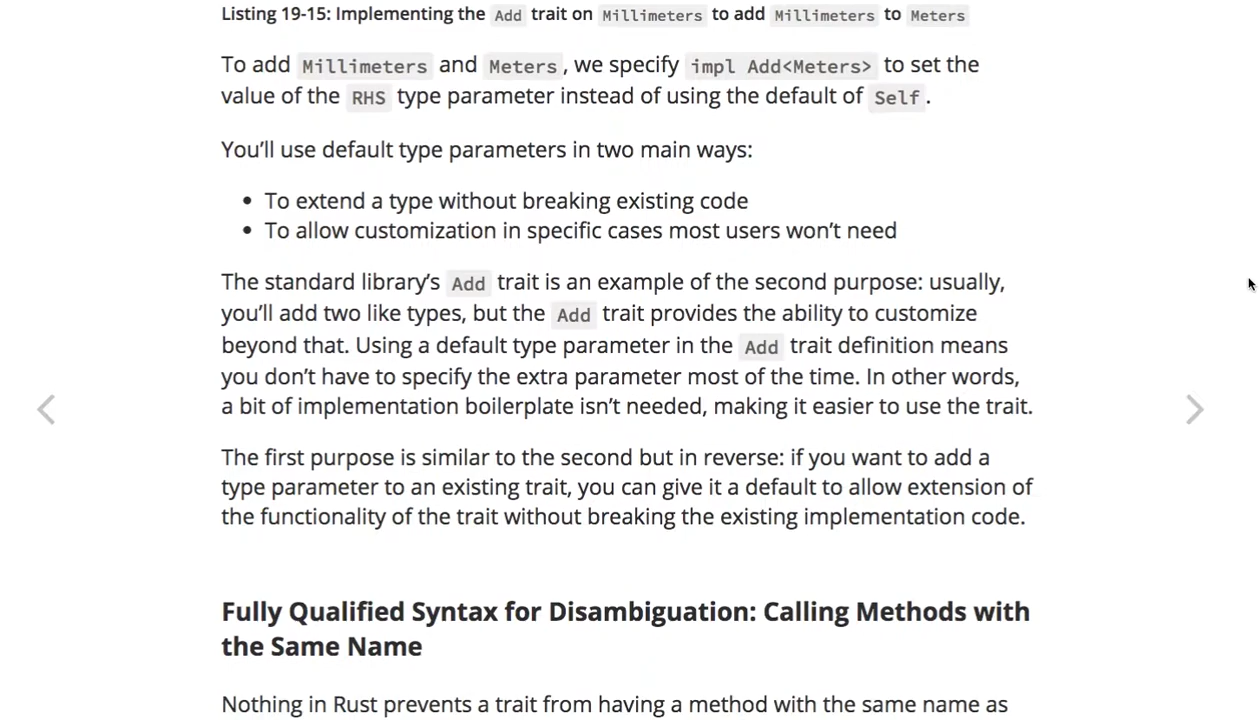 Listing 19-15: Implementing the Add trait on Millimeters to add Millimeters to Meters
To add Millimeters and Meters, we specify impl Add<Meters> to set the
value of the RHS type parameter instead of using the default of Self.
You’ll use default type parameters in two main ways:
• To extend a type without breaking existing code
• To allow customization in specific cases most users won’t need
The standard library’s Add trait is an example of the second purpose: usually,
you’ll add two like types, but the Add trait provides the ability to customize
beyond that. Using a default type parameter in the Add trait definition means
you don’t have to specify the extra parameter most of the time. In other words,
a bit of implementation boilerplate isn’t needed, making it easier to use the trait.
The first purpose is similar to the second but in reverse: if you want to add a
type parameter to an existing trait, you can give it a default to allow extension of
the functionality of the trait without breaking the existing implementation code.
Fully Qualified Syntax for Disambiguation: Calling Methods with
the Same Name
Nothing in Rust prevents a trait from having a method with the same name as